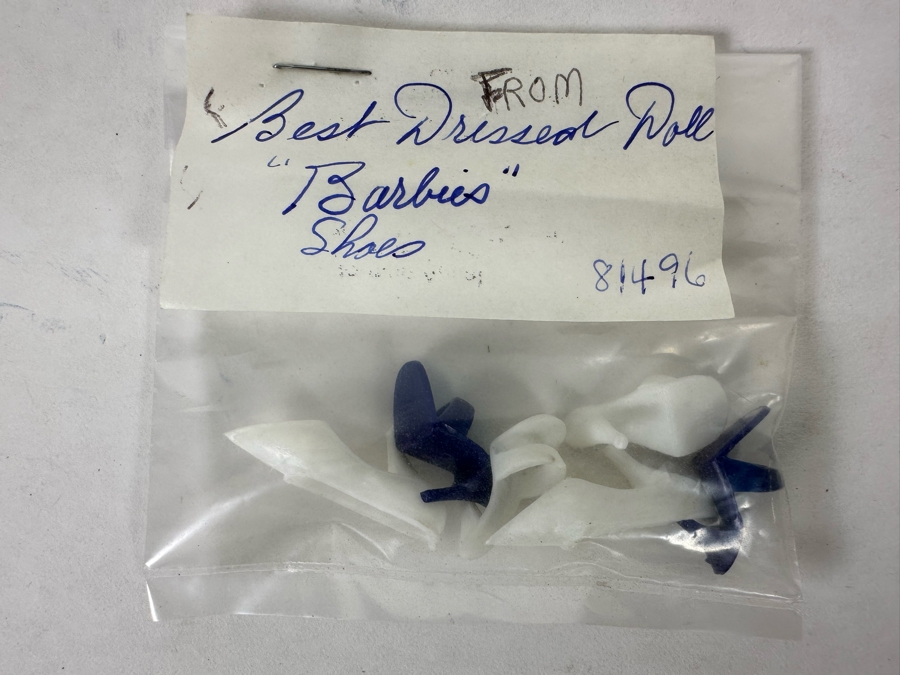 FROM
Best Dressed Doll
"Barbies"
Shoes
81496